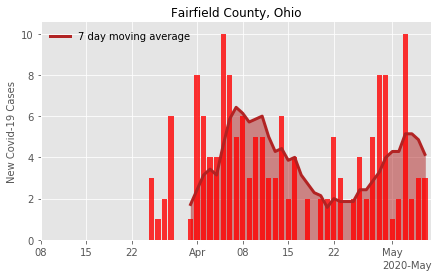 Fairfield County, Ohio
7 day moving average
New Covid-19 Cases
10
8
6
4
2
0
08
15
22
Apr
08
15
22
May
2020-May